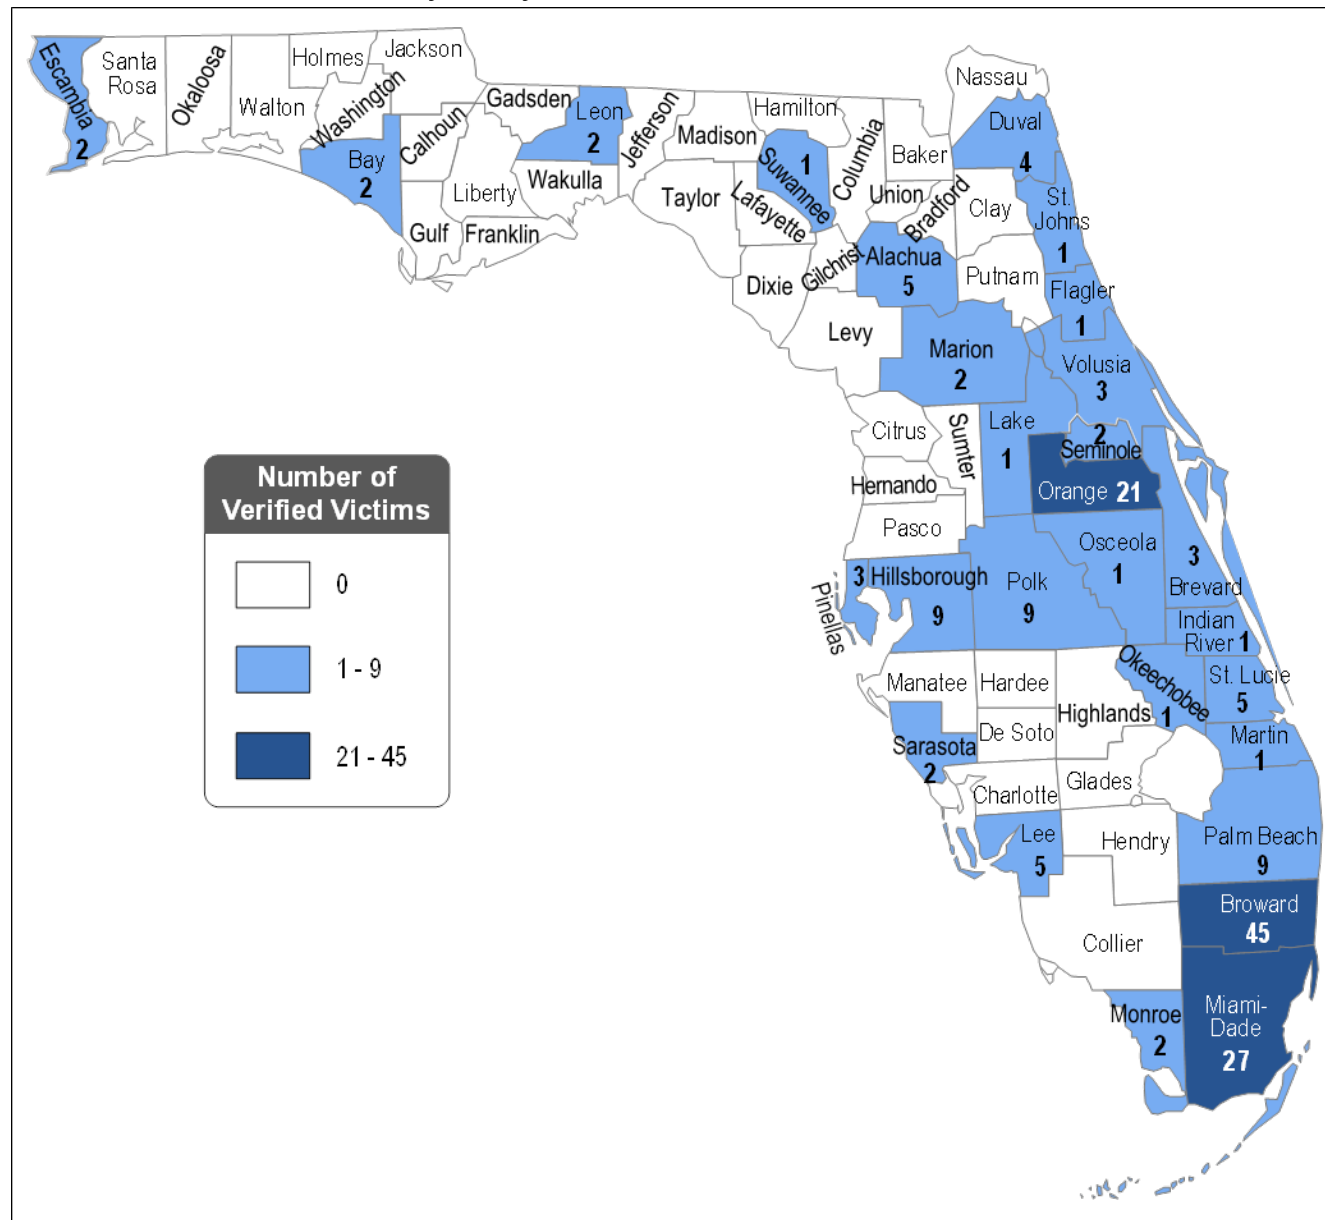 Escambia
2
Santa
Rosa
Okaloosa
Walton
Holmes
Washington
Jackson
Bay
2
Calhoun
Gulf
Gadsden
Liberty
Franklin
Leon
2
Wakulla
Jefferson
Madison
Taylor
Hamilton
1
Suwannee
Lafayette
Dixie
Columbia
Gilchrist
Baker
Union
Bradford
Alachua
5
Levy
Nassau
Duval
4
Clay
St.
Johns
1
Putnam
Flagler
1
Marion
2
Volusia
3
Citrus
Sumter
Lake
1
2
Seminole
Orange 21
Hernando
Pasco
Number of
Verified Victims
0
1 - 9
21 - 45
Pinellas
3
Hillsborough
9
Polk
9
Osceola
1
3
Brevard
Indian
River 1
Manatee
Hardee
Highlands
Okeechobee
1
St. Lucie
5
Sarasota
2
De Soto
Martin
1
Charlotte
Glades
Lee
5
Hendry
Palm Beach
9
Collier
Broward
45
Monroe
2
Miami-
Dade
27